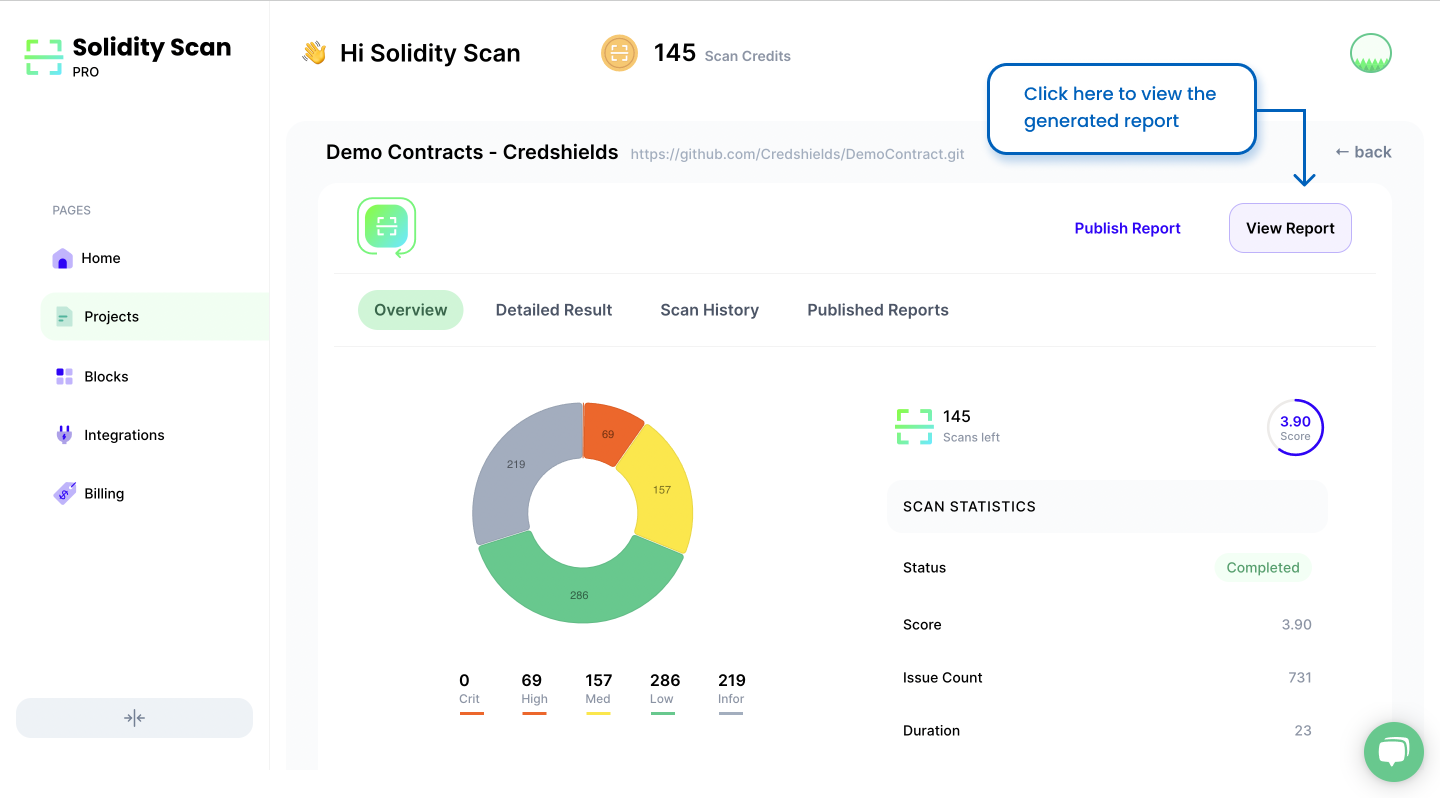 Solidity Scan
PRO
👋 Hi Solidity Scan
145 Scan Credits
Click here to view the
generated report
Demo Contracts - Credshields https://github.com/Credshields/DemoContract.git
← back
PAGES
Home
Projects
Blocks
Integrations
Billing
Publish Report
View Report
Overview
Detailed Result
Scan History
Published Reports
69
157
286
219
0
Crit
69
High
157
Med
286
Low
219
Infor
145
Scans left
3.90
Score
SCAN STATISTICS
Status Completed
Score 3.90
Issue Count 731
Duration 23